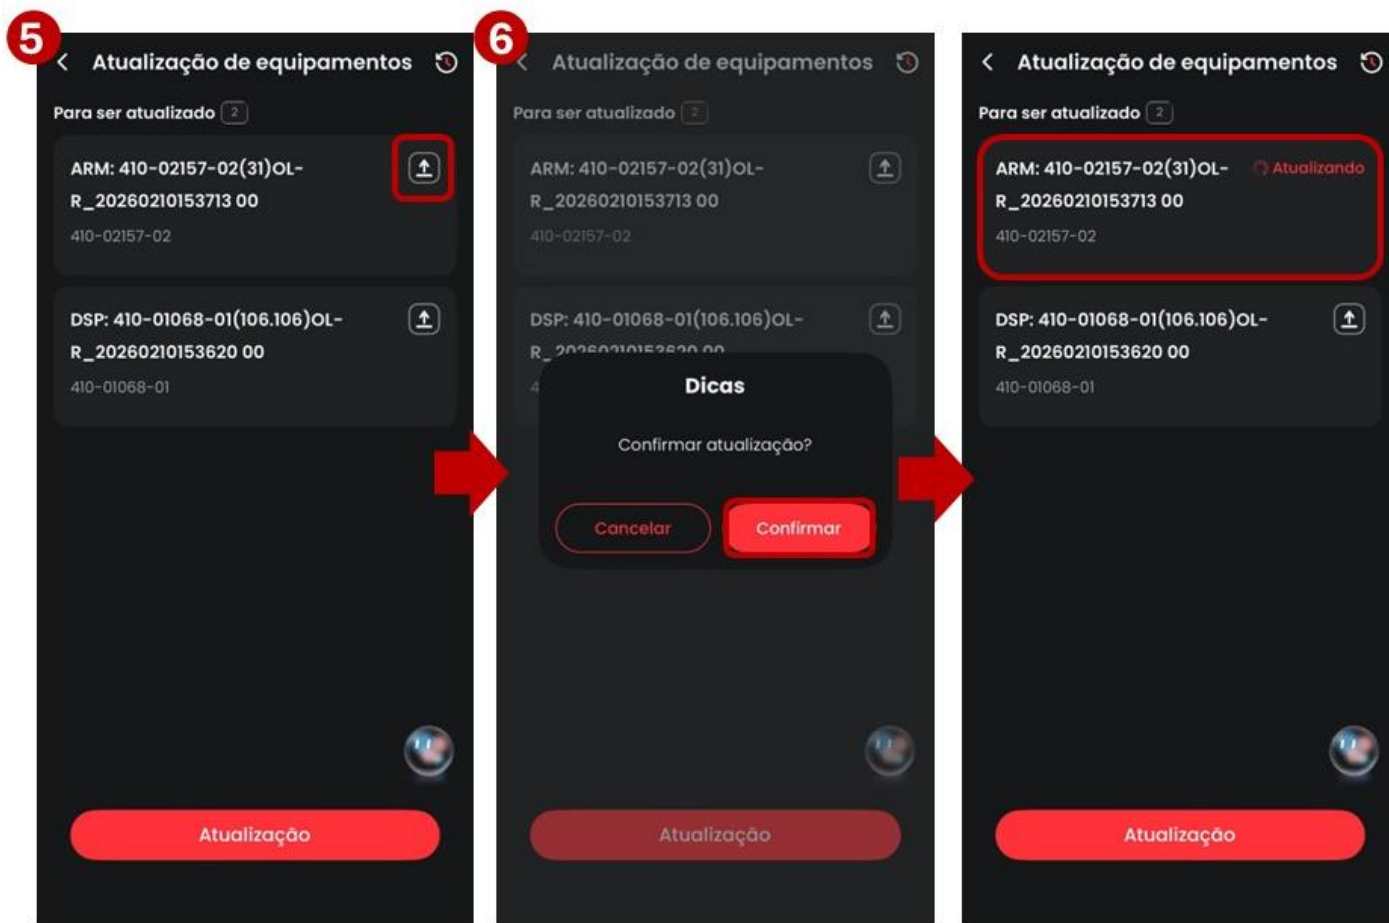 5
Atualização de equipamentos
Para ser atualizado 2
ARM: 410-02157-02(31)OL-
R_20260210153713 00
410-02157-02
DSP: 410-01068-01(106.106)OL-
R_20260210153620 00
410-01068-01
Atualização
6
Atualização de equipamentos
Para ser atualizado 2
ARM: 410-02157-02(31)OL-
R_20260210153713 00
410-02157-02
DSP: 410-01068-01(106.106)OL-
R_20260210153620 00
4
Dicas
Confirmar atualização?
Cancelar
Confirmar
Atualização
Atualização de equipamentos
Para ser atualizado 2
ARM: 410-02157-02(31)OL-
Atualizando
R_20260210153713 00
410-02157-02
DSP: 410-01068-01(106.106)OL-
R_20260210153620 00
410-01068-01
Atualização